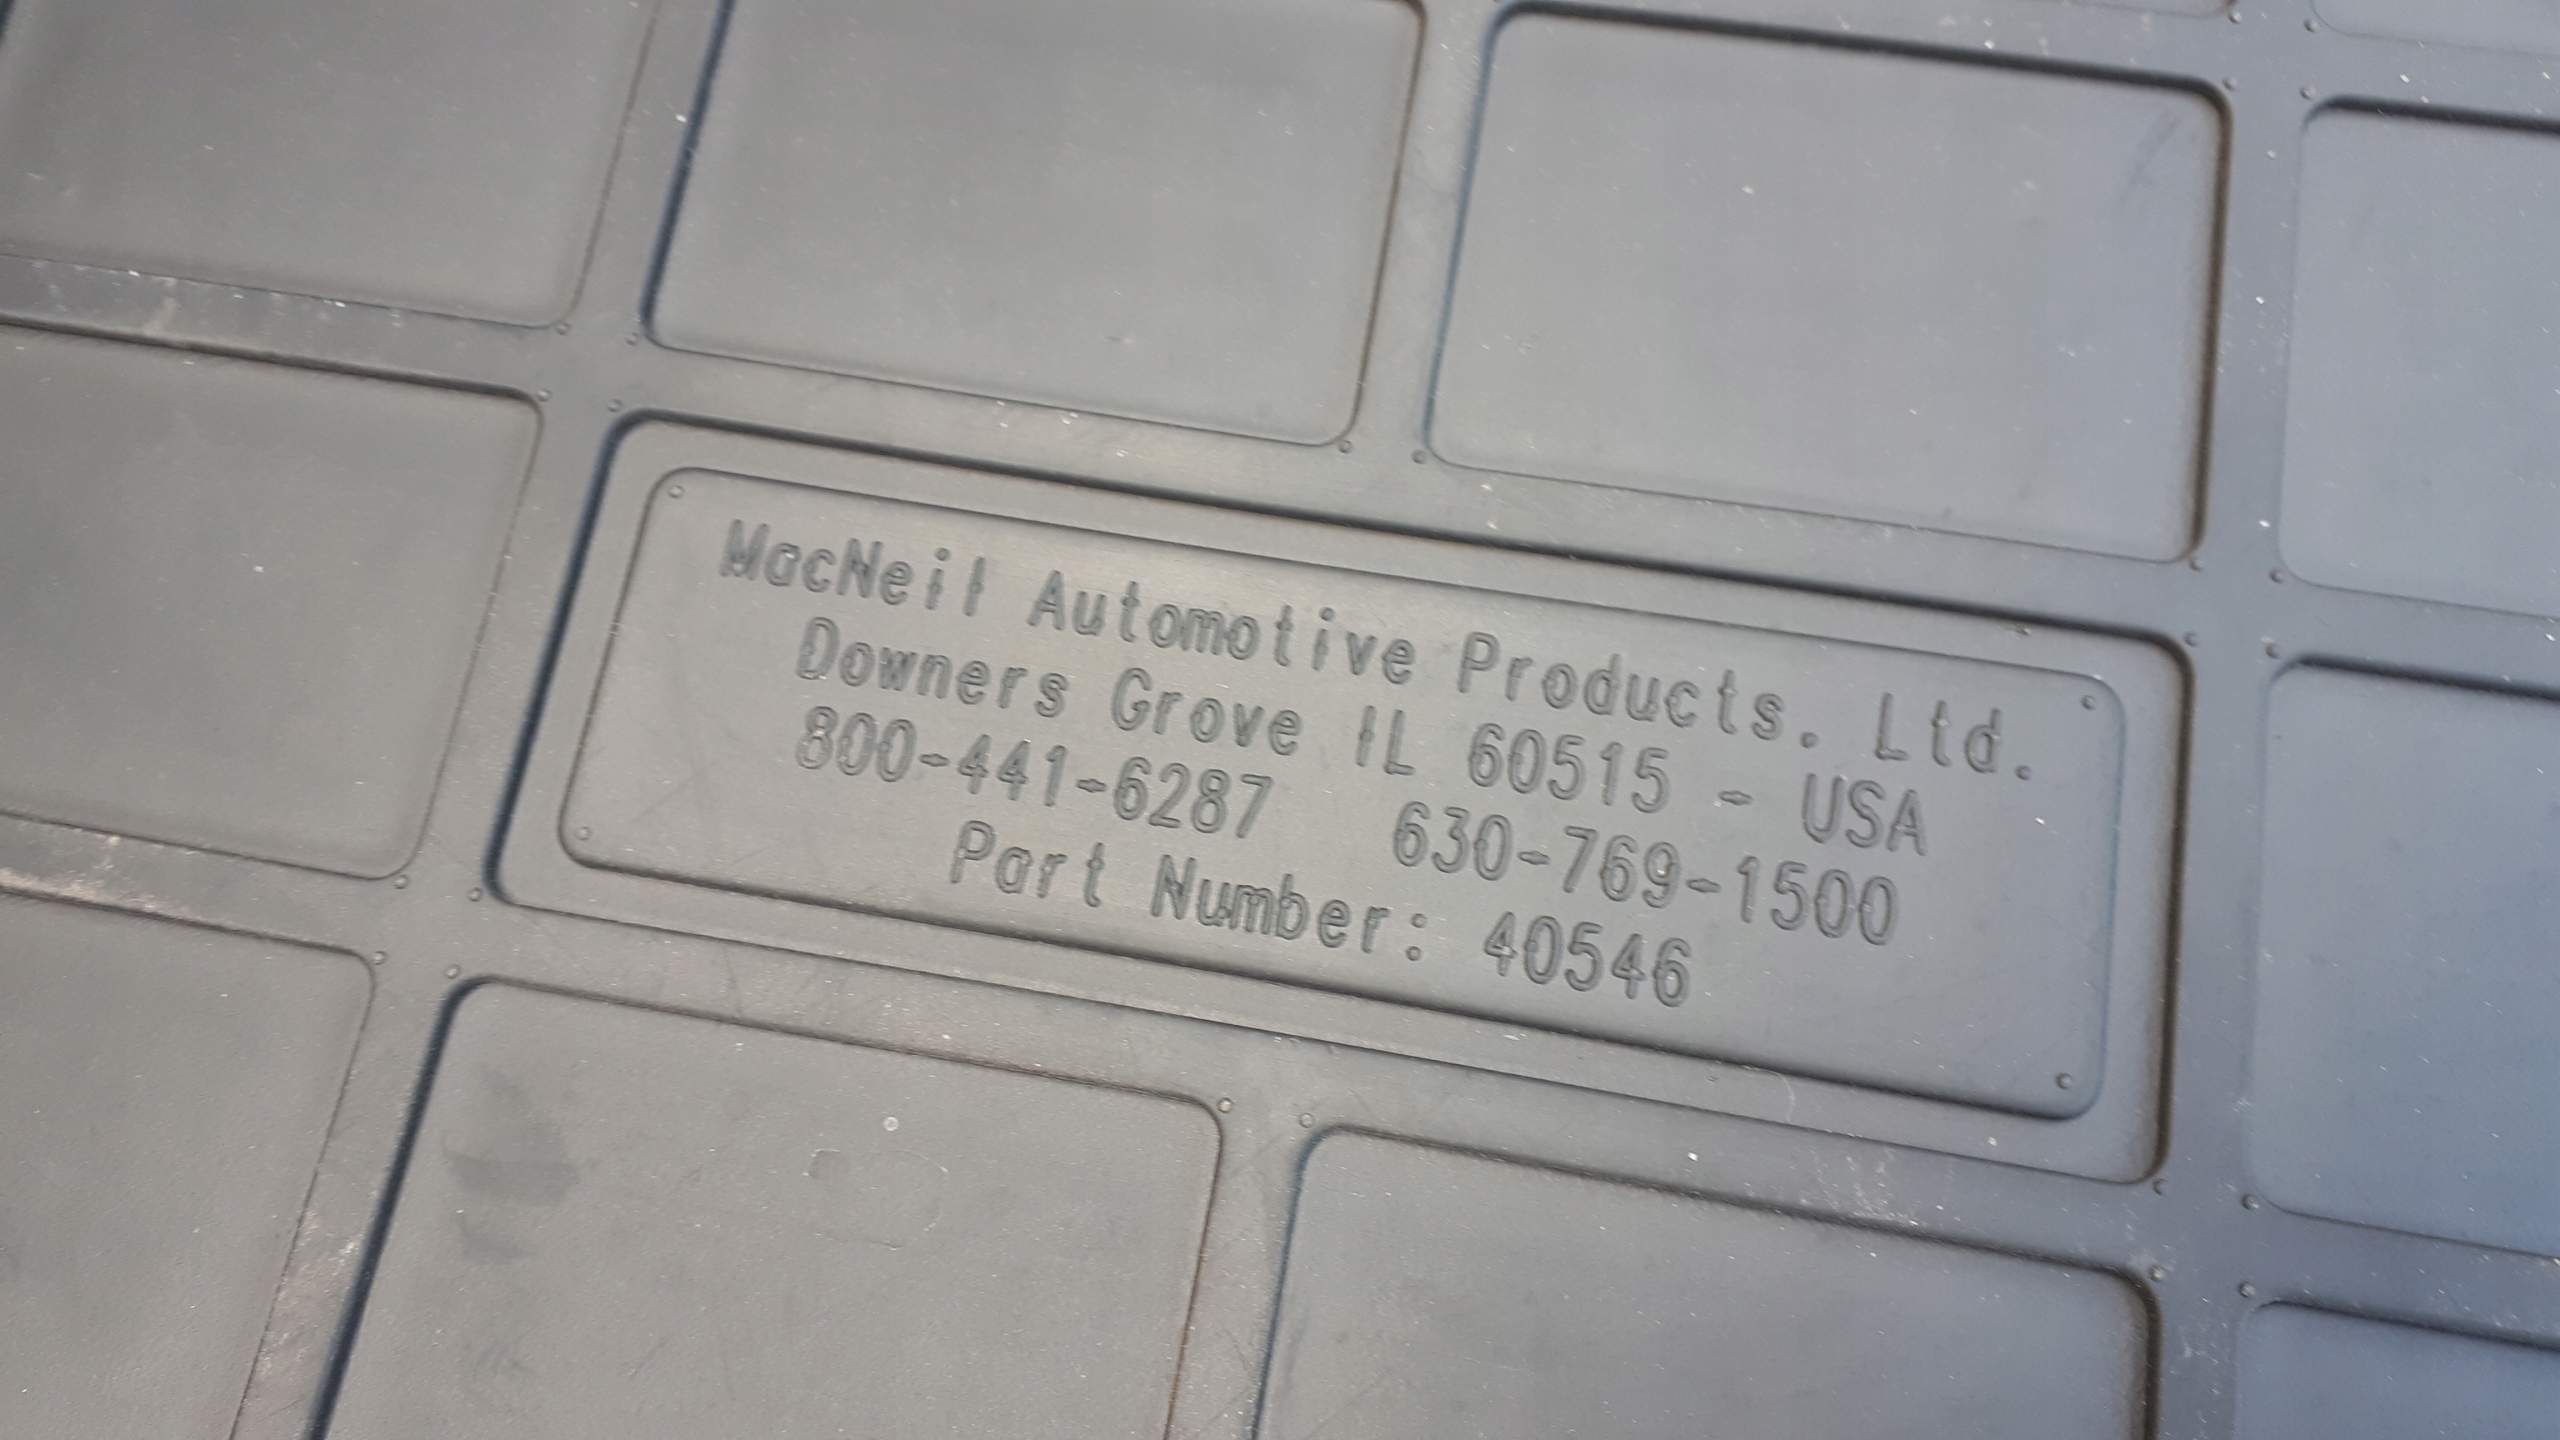 MacNeil Automotive Products. Ltd.
Downers Grove IL 60515 - USA
800-441-6287 630-769-1500
Part Number: 40546